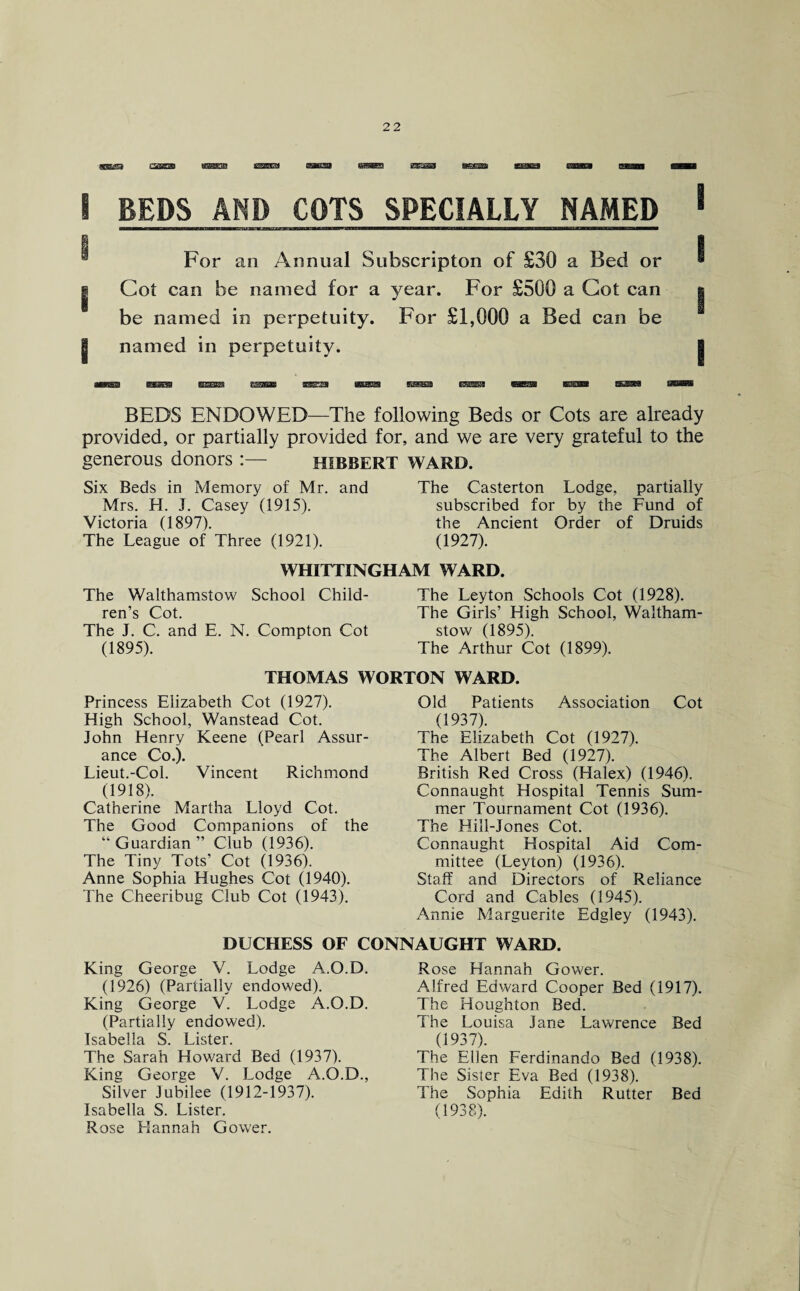 22
BEDS AND COTS SPECIALLY NAMED
For an Annual Subscripton of £30 a Bed or
Cot can be named for a year. For £500 a Cot can
be named in perpetuity. For £1,000 a Bed can be
named in perpetuity.
BEDS ENDOWED—The following Beds or Cots are already
provided, or partially provided for, and we are very grateful to the
generous donors :—
HIBBERT WARD.
Six Beds in Memory of Mr. and
Mrs. H. J. Casey (1915).
Victoria (1897).
The League of Three (1921).
The Casterton Lodge, partially
subscribed for by the Fund of
the Ancient Order of Druids
(1927).
WHITTINGHAM WARD.
The Walthamstow School Child-
ren's Cot.
The J. C. and E. N. Compton Cot
(1895).
The Leyton Schools Cot (1928).
The Girls' High School, Waltham-
stow (1895).
The Arthur Cot (1899).
THOMAS WORTON WARD.
Princess Elizabeth Cot (1927).
High School, Wanstead Cot.
John Henry Keene (Pearl Assur-
ance Co.).
Lieut.-Col. Vincent Richmond
(1918).
Catherine Martha Lloyd Cot.
The Good Companions of the
“ Guardian ” Club (1936).
The Tiny Tots' Cot (1936).
Anne Sophia Hughes Cot (1940).
The Cheeribug Club Cot (1943).
Old Patients Association Cot
(1937).
The Elizabeth Cot (1927).
The Albert Bed (1927).
British Red Cross (Halex) (1946).
Connaught Hospital Tennis Sum-
mer Tournament Cot (1936).
The Hill-Jones Cot.
Connaught Hospital Aid Com-
mittee (Leyton) (1936).
Staff and Directors of Reliance
Cord and Cables (1945).
Annie Marguerite Edgley (1943).
DUCHESS OF CONNAUGHT WARD.
King George V. Lodge A.O.D.
(1926) (Partially endowed).
King George V. Lodge A.O.D.
(Partially endowed).
Isabella S. Lister.
The Sarah Howard Bed (1937).
King George V. Lodge A.O.D.,
Silver Jubilee (1912-1937).
Isabella S. Lister.
Rose Hannah Gower.
Rose Hannah Gower.
Alfred Edward Cooper Bed (1917).
The Houghton Bed.
The Louisa Jane Lawrence Bed
(1937).
The Ellen Ferdinando Bed (1938).
The Sister Eva Bed (1938).
The Sophia Edith Rutter Bed
(1938).